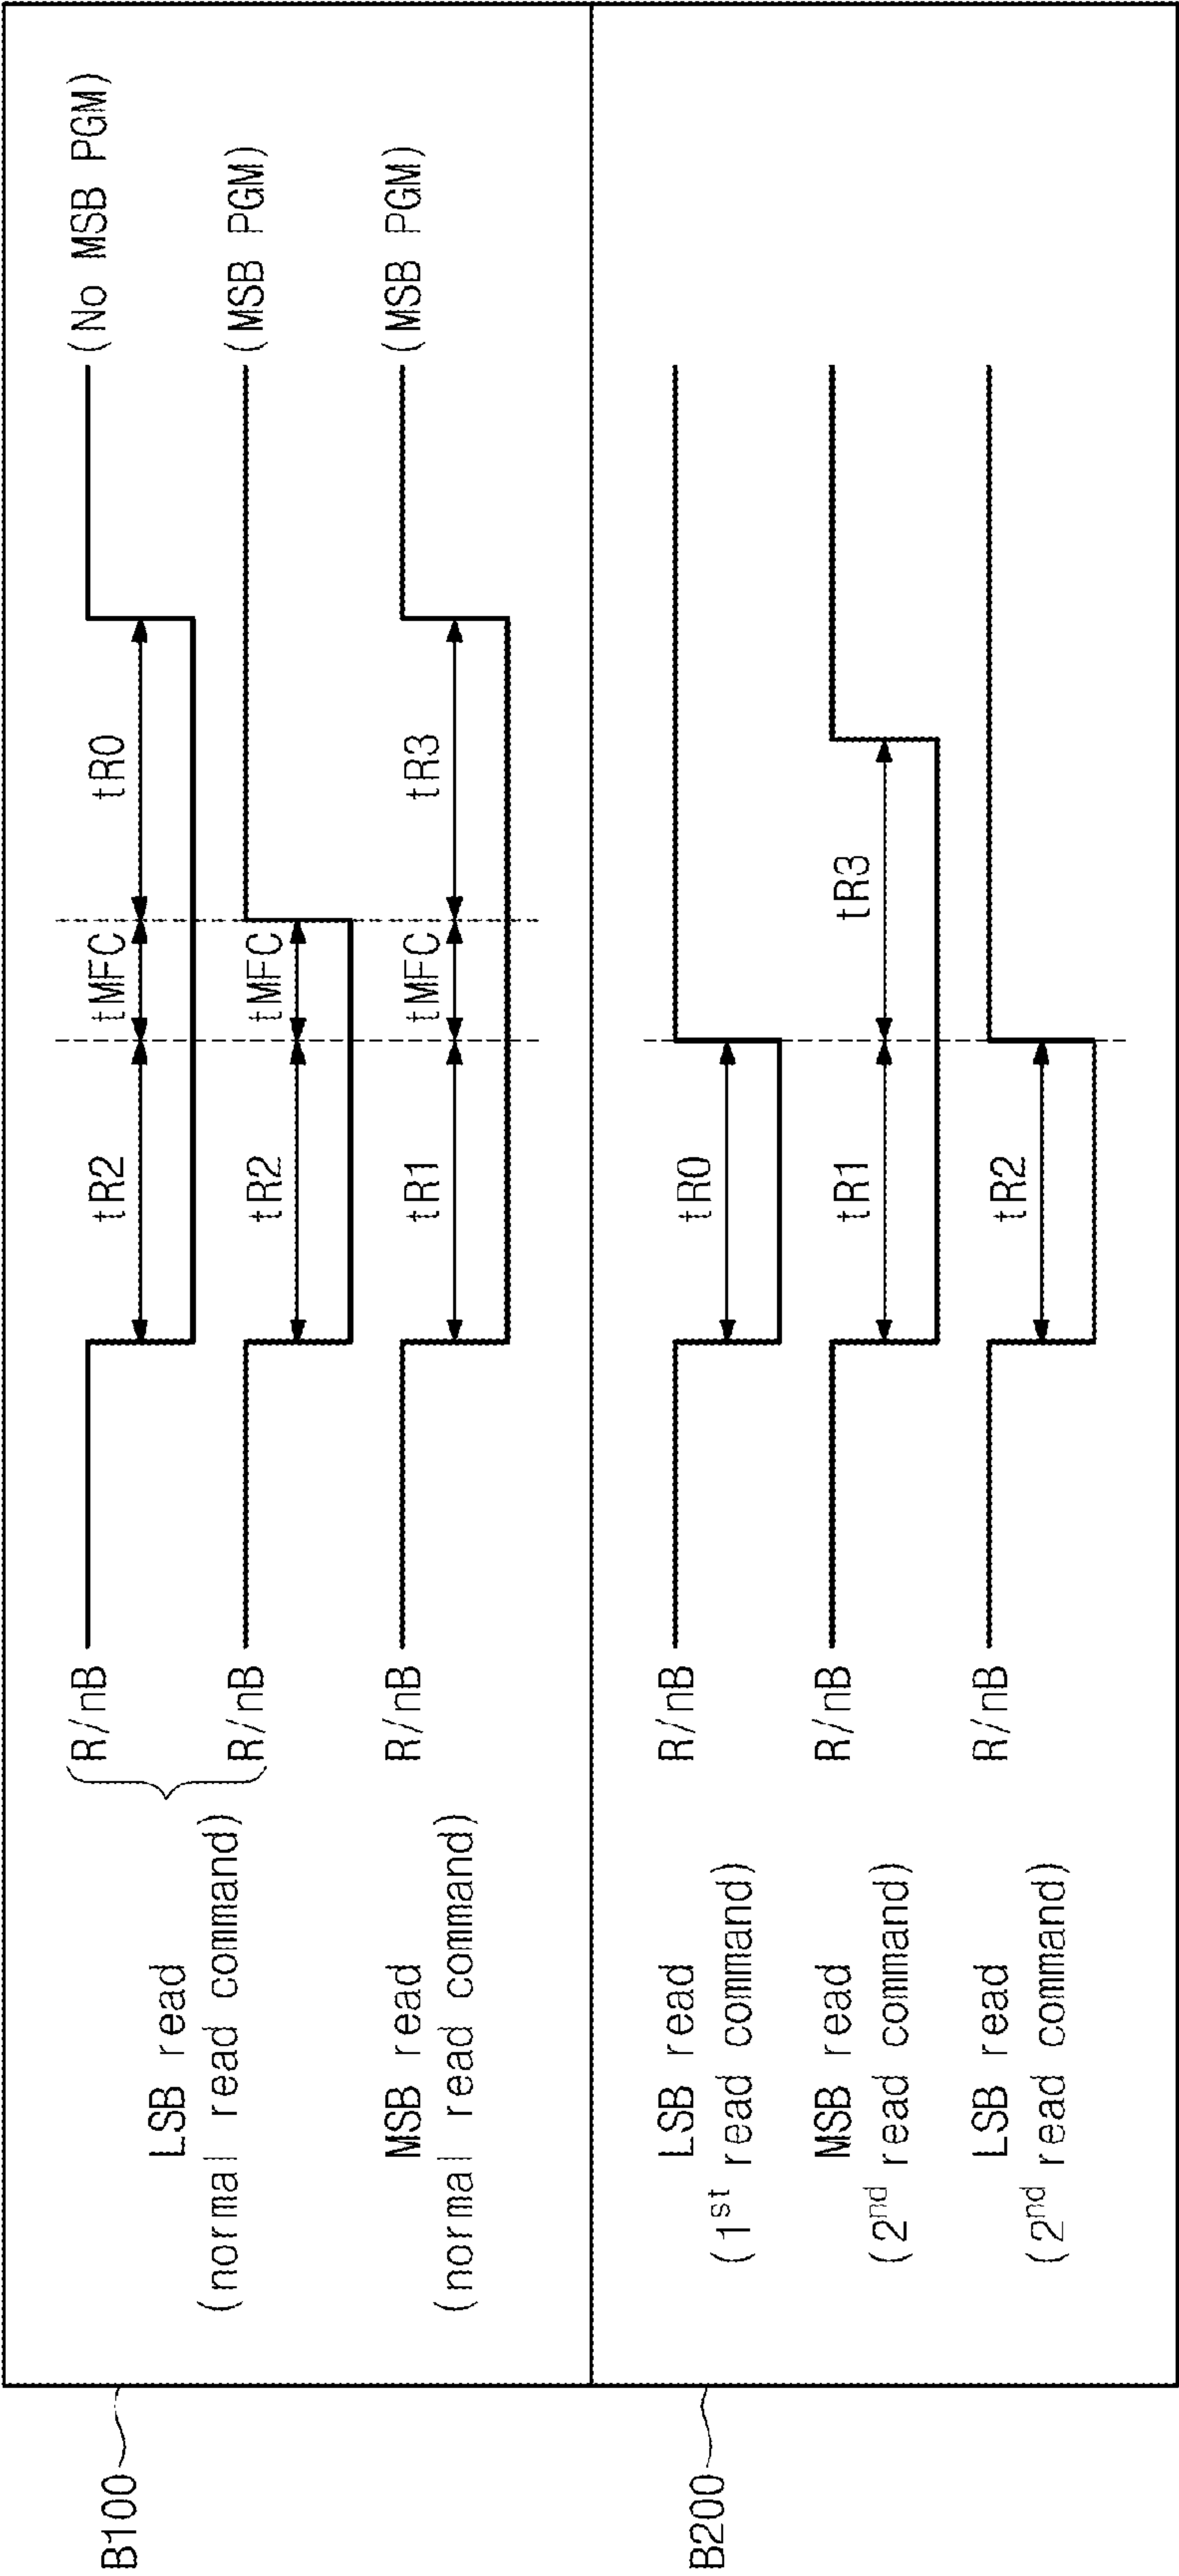 B100
LSB read
(normal read command)
R/nB
tR2
tMFC
tR0
(No MSB PGM)
R/nB
tR2
tMFC
(MSB PGM)
MSB read
(normal read command)
R/nB
tR1
tMFC
tR3
(MSB PGM)
B200
LSB read
(1st read command)
R/nB
tR0
MSB read
(2nd read command)
R/nB
tR1
tR3
LSB read
(2nd read command)
R/nB
tR2